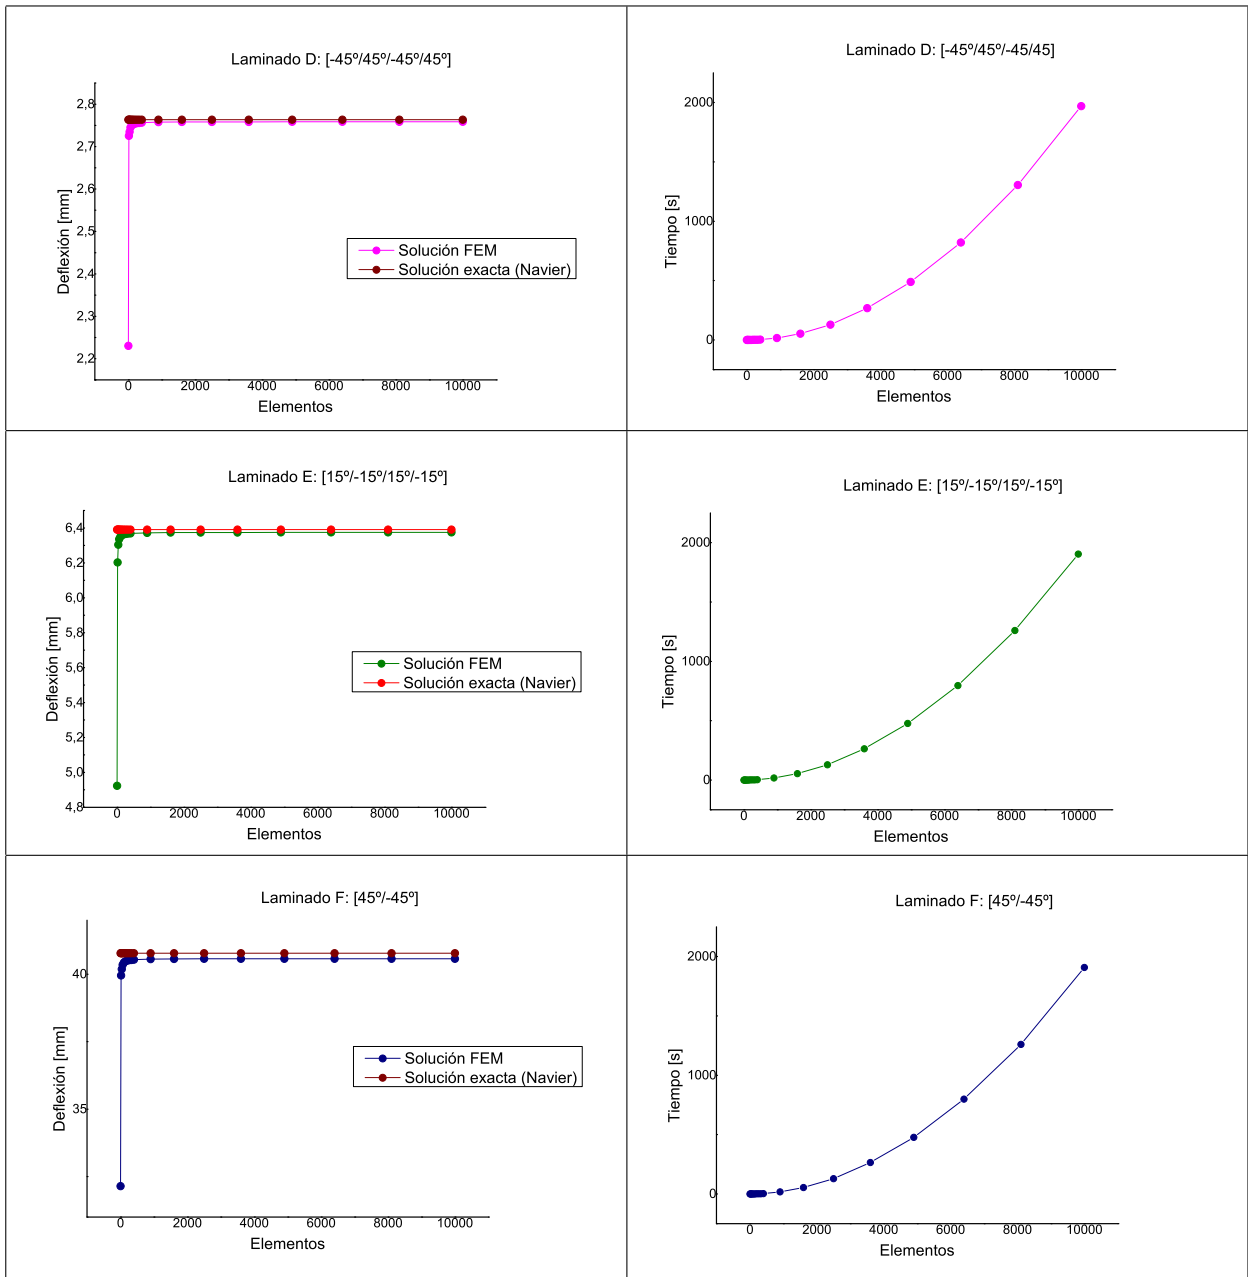 Laminado D: [-45º/45º/-45º/45º]
2,8
2,7
2,6
2,5
2,4
2,3
2,2
Deflexión [mm]
Solución FEM
Solución exacta (Navier)
0 2000 4000 6000 8000 10000
Elementos
Laminado D: [-45º/45º/-45/45]
2000
1000
0
Tiempo [s]
0 2000 4000 6000 8000 10000
Elementos
Laminado E: [15º/-15º/15º/-15º]
6,4
6,2
6,0
5,8
5,6
5,4
5,2
5,0
4,8
Deflexión [mm]
Solución FEM
Solución exacta (Navier)
0 2000 4000 6000 8000 10000
Elementos
Laminado E: [15º/-15º/15º/-15º]
2000
1000
0
Tiempo [s]
0 2000 4000 6000 8000 10000
Elementos
Laminado F: [45º/-45º]
40
35
Deflexión [mm]
Solución FEM
Solución exacta (Navier)
0 2000 4000 6000 8000 10000
Elementos
Laminado F: [45º/-45º]
2000
1000
0
Tiempo [s]
0 2000 4000 6000 8000 10000
Elementos